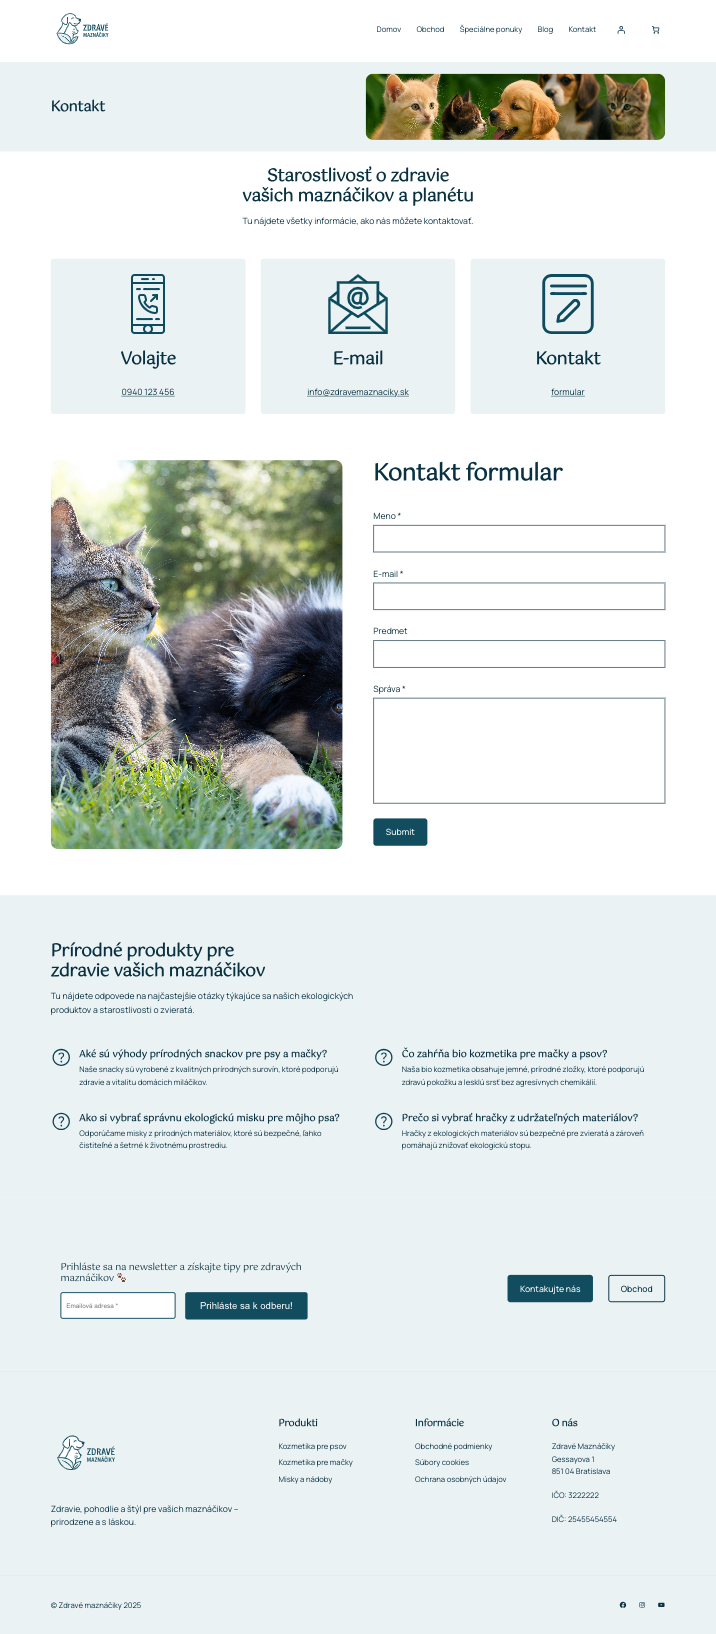 ZDRAVÉ
MAZNÁČIKY
Domov Obchod Špeciálne ponuky Blog Kontakt
Kontakt
Starostlivosť o zdravie
vašich maznáčikov a planétu
Tu nájdete všetky informácie, ako nás môžete kontaktovať.
Volajte
0940 123 456
E-mail
info@zdravemaznaciky.sk
Kontakt
formular
Kontakt formular
Meno *
E-mail *
Predmet
Správa *
Submit
Prírodné produkty pre
zdravie vašich maznáčikov
Tu nájdete odpovede na najčastejšie otázky týkajúce sa našich ekologických
produktov a starostlivosti o zvieratá.
Aké sú výhody prírodných snackov pre psy a mačky?
Naše snacky sú vyrobené z kvalitných prírodných surovín, ktoré podporujú
zdravie a vitalitu domácich miláčikov.
Čo zahŕňa bio kozmetika pre mačky a psov?
Naša bio kozmetika obsahuje jemné, prírodné zložky, ktoré podporujú
zdravú pokožku a lesklú srsť bez agresívnych chemikálií.
Ako si vybrať správnu ekologickú misku pre môjho psa?
Odporúčame misky z prírodných materiálov, ktoré sú bezpečné, ľahko
čistiteľné a šetrné k životnému prostrediu.
Prečo si vybrať hračky z udržateľných materiálov?
Hračky z ekologických materiálov sú bezpečné pre zvieratá a zároveň
pomáhajú znižovať ekologickú stopu.
Prihláste sa na newsletter a získajte tipy pre zdravých
maznáčikov 🐾
Emailová adresa *
Prihláste sa k odberu!
Kontakujte nás
Obchod
ZDRAVÉ
MAZNÁČIKY
Zdravie, pohodlie a štýl pre vašich maznáčikov –
prirodzene a s láskou.
Produkti
Kozmetika pre psov
Kozmetika pre mačky
Misky a nádoby
Informácie
Obchodné podmienky
Súbory cookies
Ochrana osobných údajov
O nás
Zdravé Maznáčiky
Gessayova 1
851 04 Bratislava
IČO: 3222222
DIČ: 25455454554
© Zdravé maznáčiky 2025